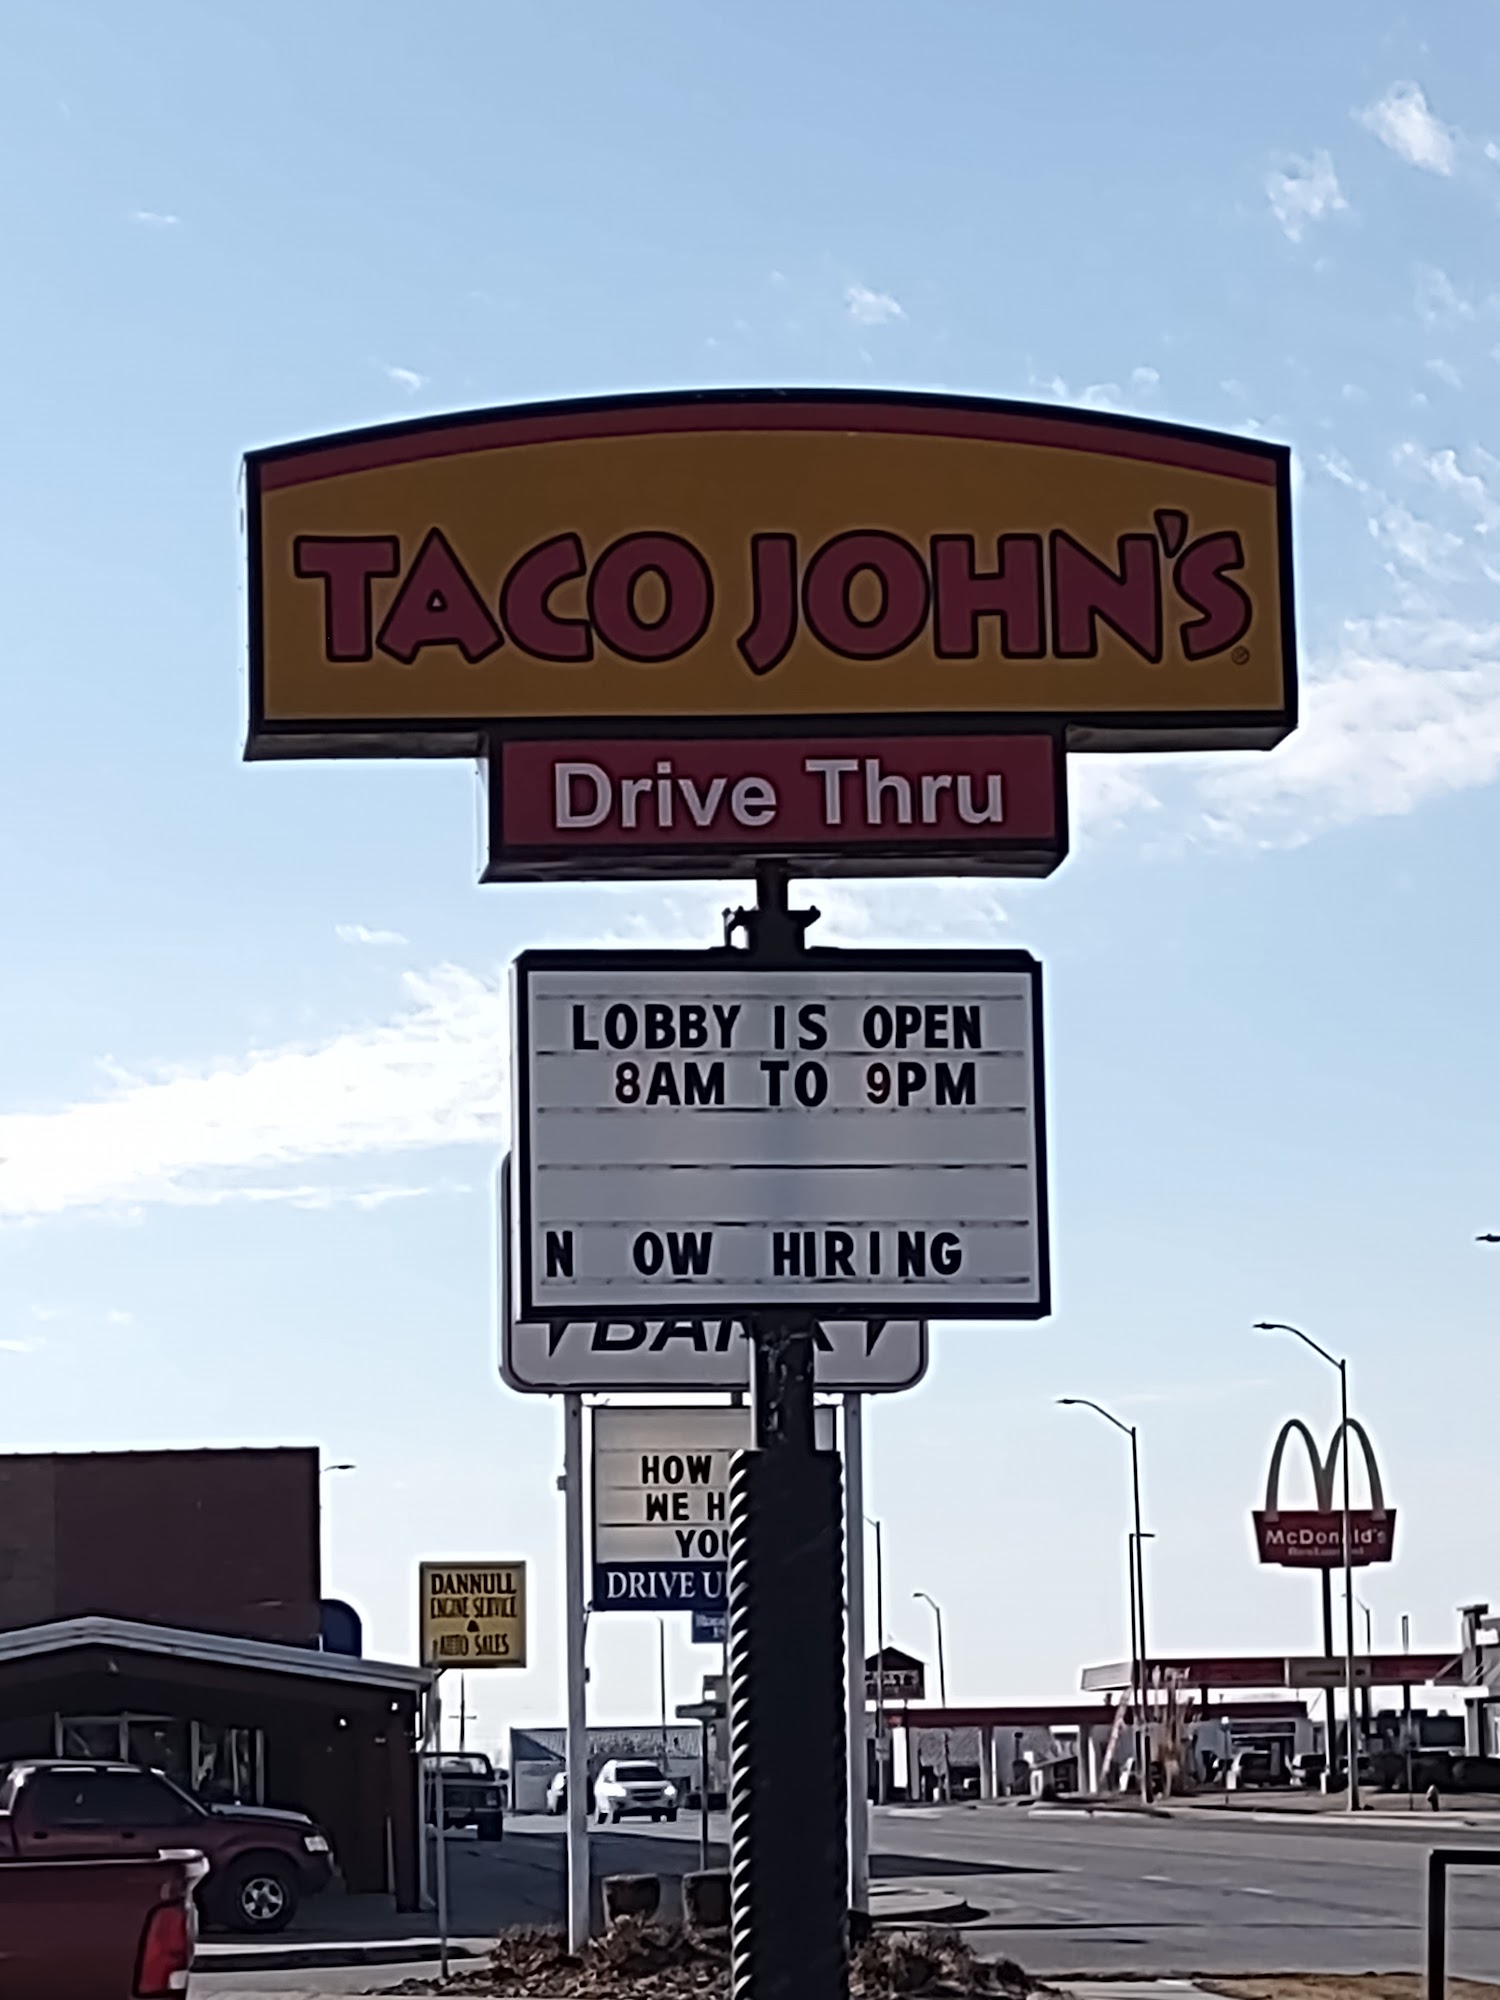 TACO JOHN'S
Drive Thru
LOBBY IS OPEN
8AM TO 9PM
N OW HIRING
HOW
WE H
YOU
DRIVE U
DANNULL
ENGINE SERVICE
AUTO SALES
McDonald's